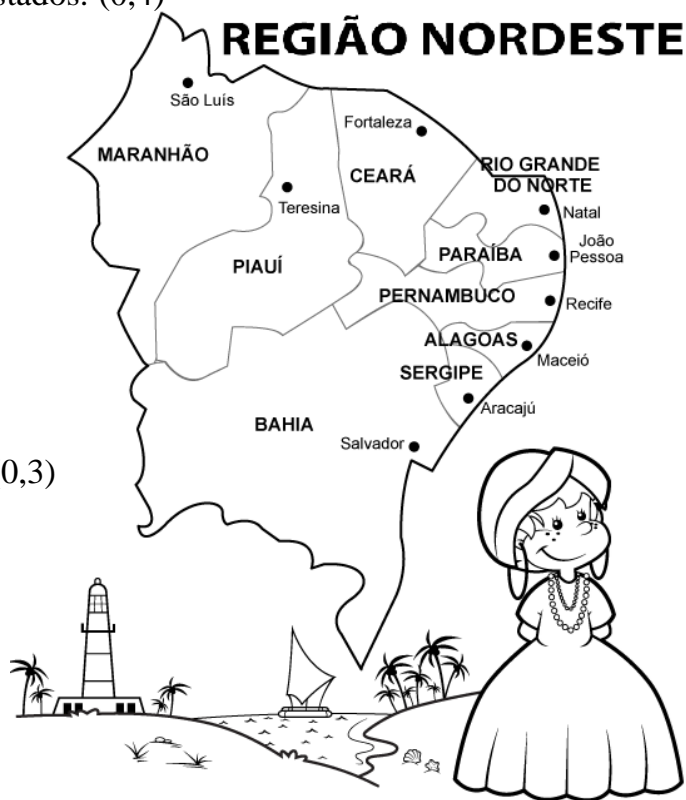 stados. (0,4)
REGIÃO NORDESTE
São Luís
MARANHÃO
Fortaleza
CEARÁ
RIO GRANDE
DO NORTE
Teresina
Natal
PIAUÍ
PARAÍBA
João
Pessoa
PERNAMBUCO
Recife
ALAGOAS
Maceió
SERGIPE
Aracajú
BAHIA
Salvador
0,3)